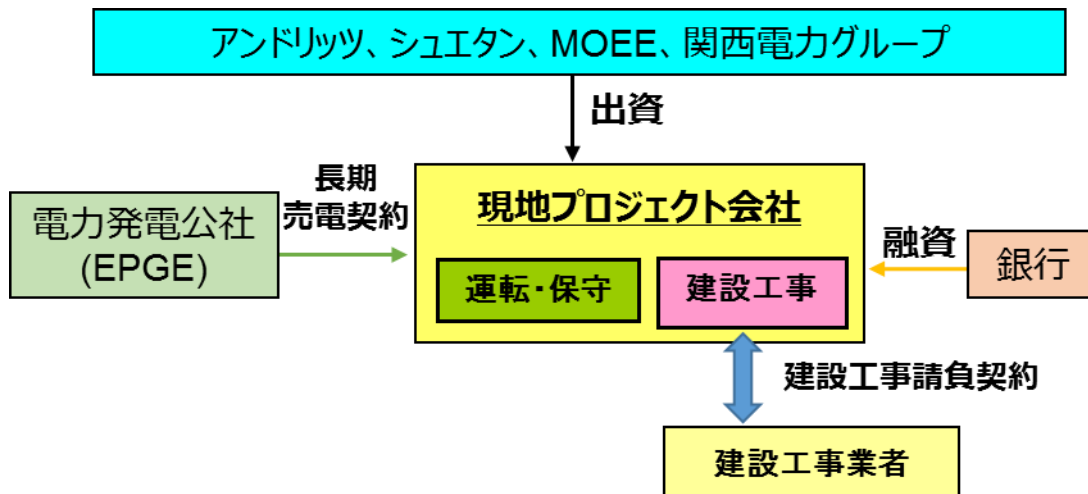 アンドリッツ、シュエタン、MOEE、関西電力グループ
出資
長期
売電契約
電力発電公社
(EPGE)
現地プロジェクト会社
運転・保守
建設工事
融資
銀行
建設工事請負契約
建設工事業者